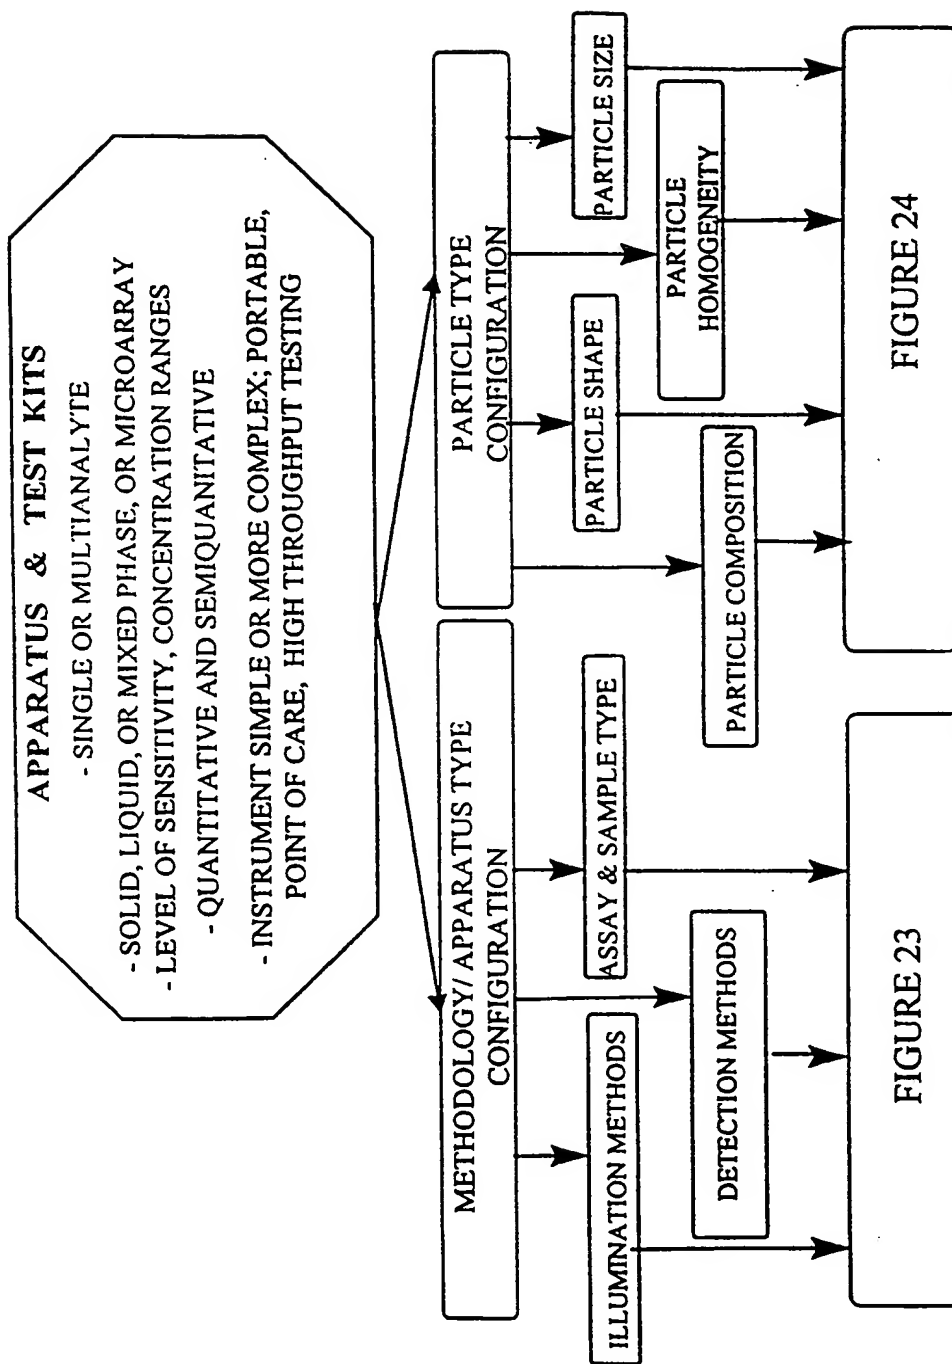 APPARATUS & TEST KITS
- SINGLE OR MULTIANALYTE
- SOLID, LIQUID, OR MIXED PHASE, OR MICROARRAY
- LEVEL OF SENSITIVITY, CONCENTRATION RANGES
- QUANTITATIVE AND SEMIQUANITATIVE
- INSTRUMENT SIMPLE OR MORE COMPLEX; PORTABLE,
POINT OF CARE, HIGH THROUGHPUT TESTING
METHODOLOGY/ APPARATUS TYPE
CONFIGURATION
ILLUMINATION METHODS
DETECTION METHODS
ASSAY & SAMPLE TYPE
FIGURE 23
PARTICLE TYPE
CONFIGURATION
PARTICLE COMPOSITION
PARTICLE SHAPE
PARTICLE
HOMOGENEITY
PARTICLE SIZE
FIGURE 24